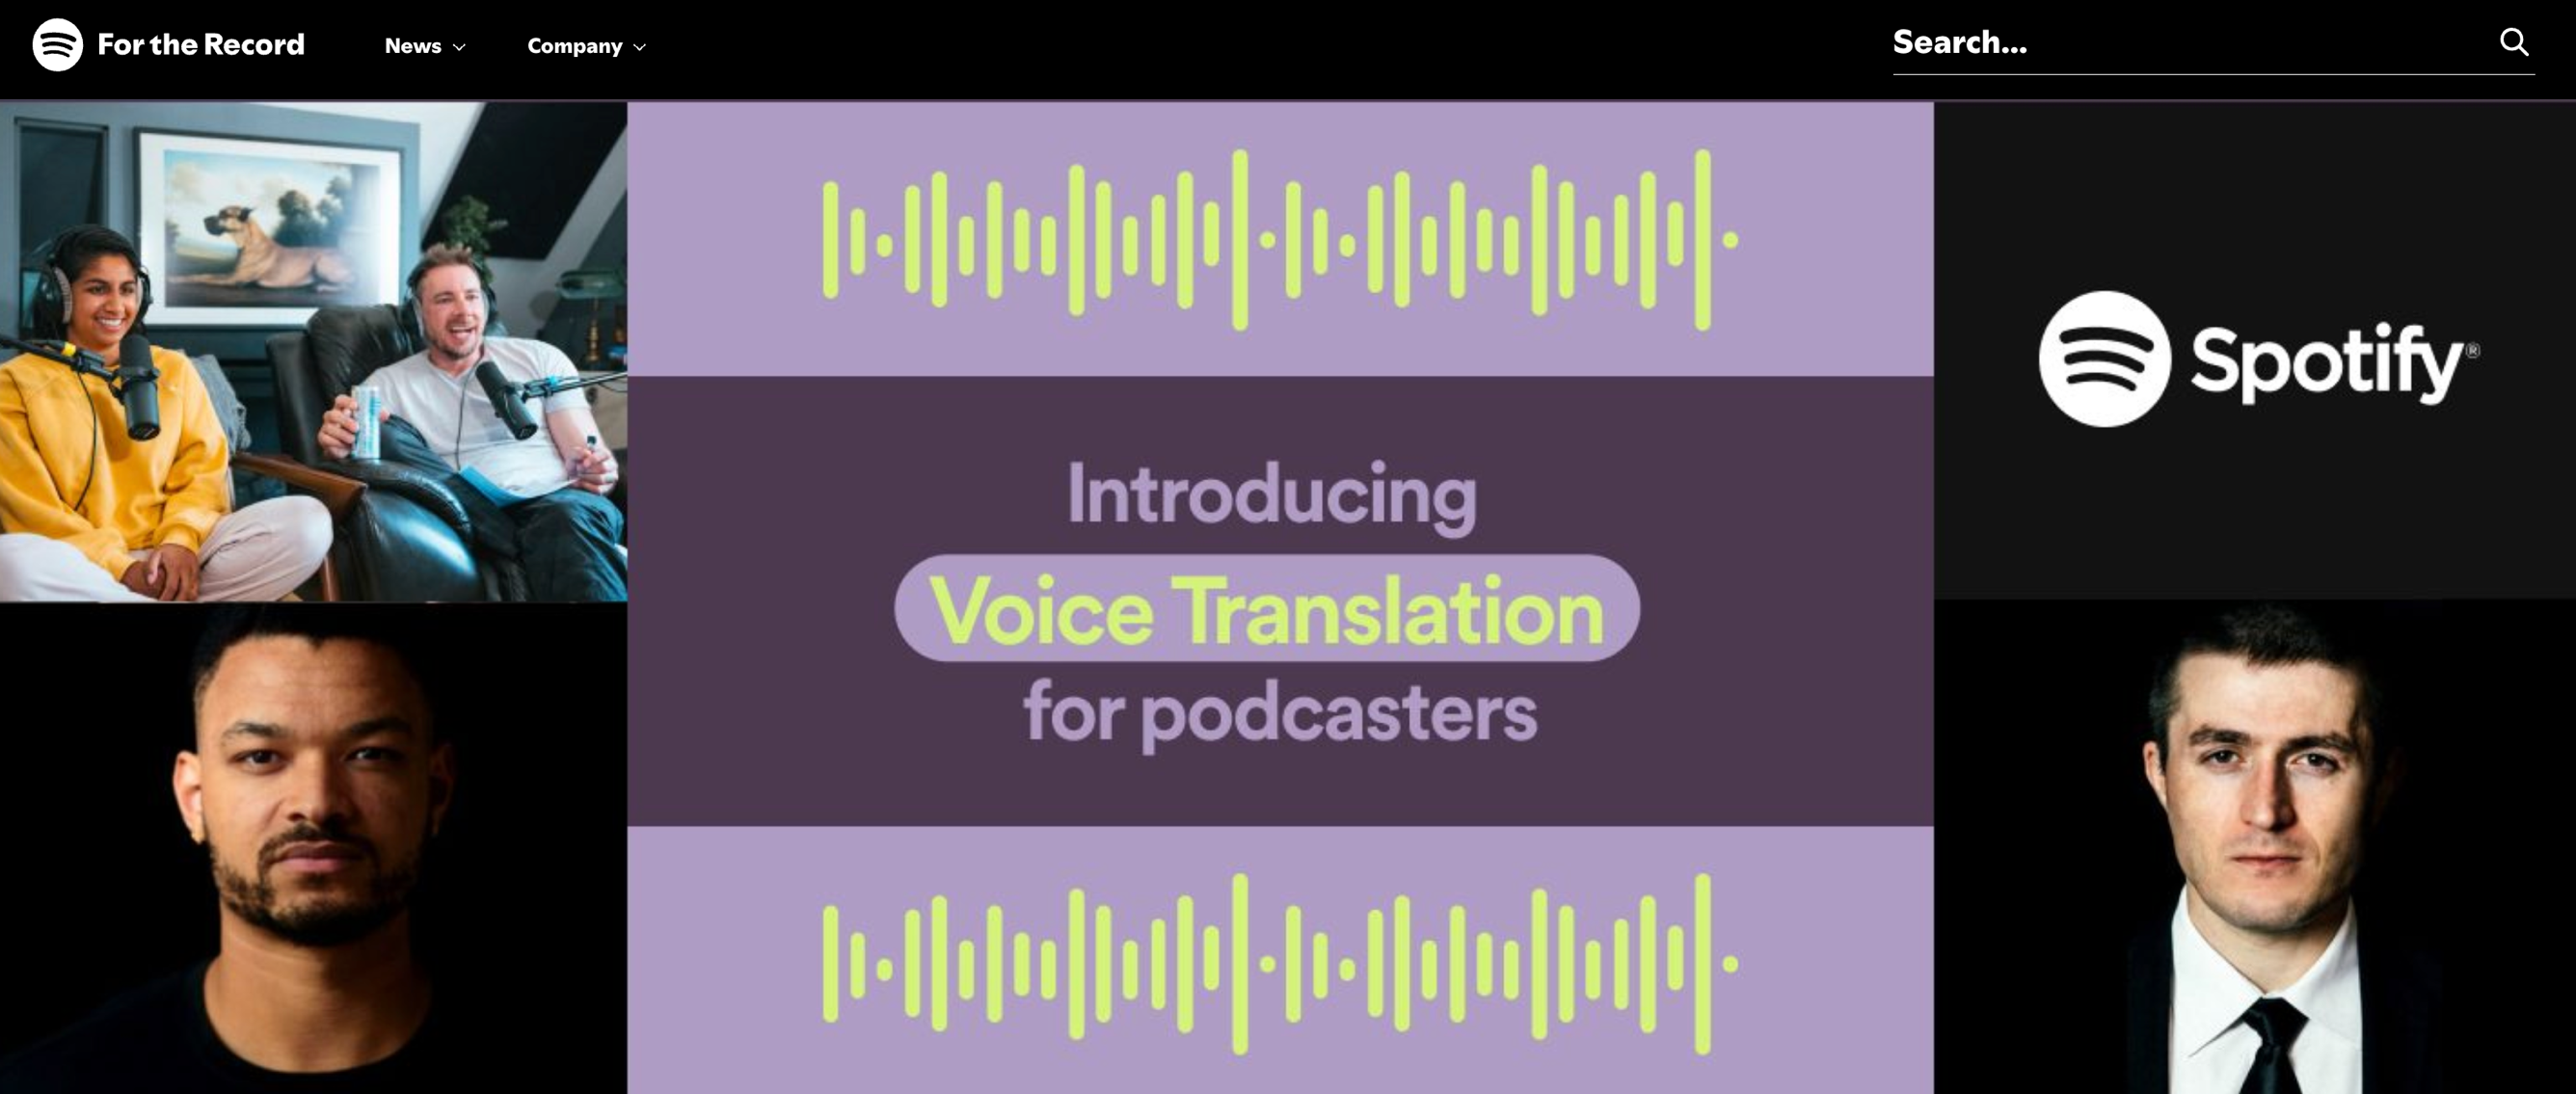 For the Record
News
Company
Search...
Introducing
Voice Translation
for podcasters
Spotify®